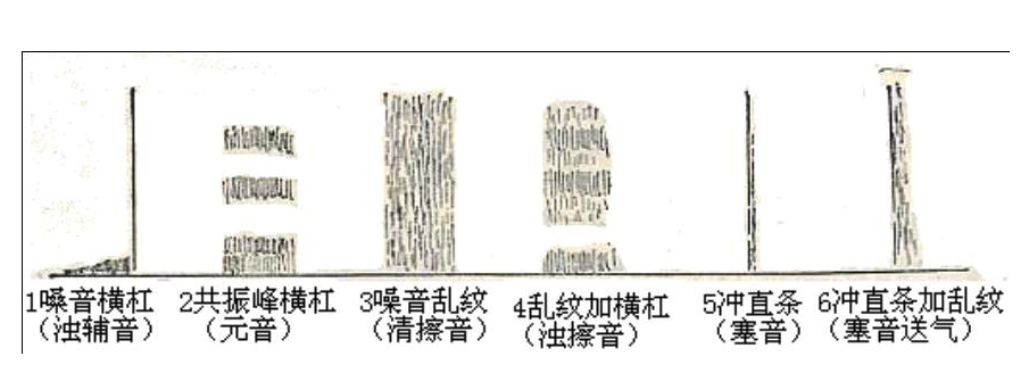 1嗓音横杠 2共振峰横杠 3噪音乱纹 4乱纹加横杠 5冲直条 6冲直条加乱纹
（浊辅音） （元音） （清擦音） （浊擦音） （塞音） （塞音送气）